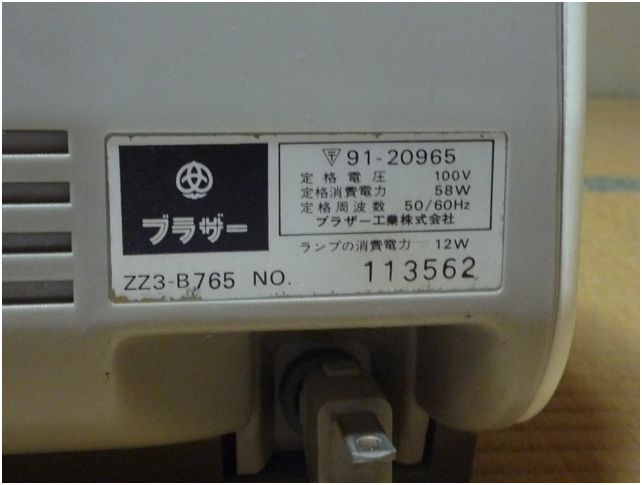 ブラザー
〒 91-20965
定格電圧 100V
定格消費電力 58W
定格周波数 50/60Hz
ブラザー工業株式会社
ランプの消費電力 12W
ZZ3-B765 NO. 113562